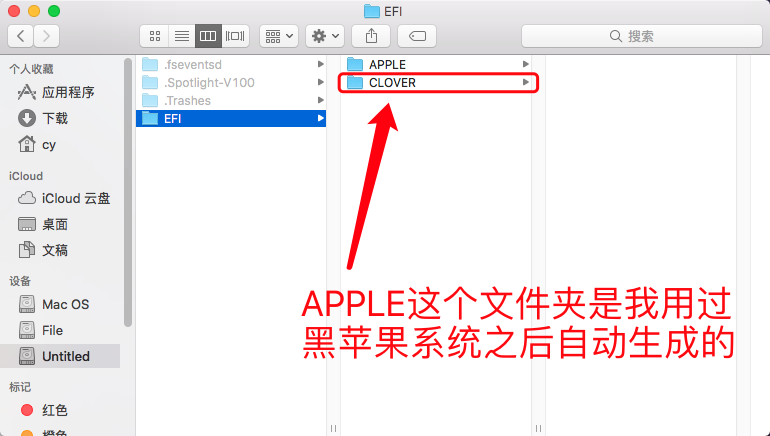 EFI
搜索
个人收藏
应用程序
下载
cy
iCloud
iCloud 云盘
桌面
文稿
设备
Mac OS
File
Untitled
标记
红色
橙色
.fseventsd
.Spotlight-V100
.Trashes
EFI
APPLE
CLOVER
APPLE这个文件夹是我用过
黑苹果系统之后自动生成的